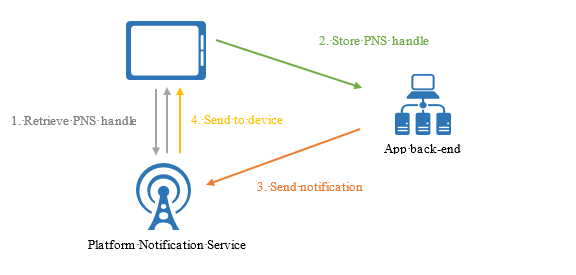 2. Store PNS handle
1. Retrieve PNS handle
4. Send to device
App back-end
3. Send notification
Platform Notification Service